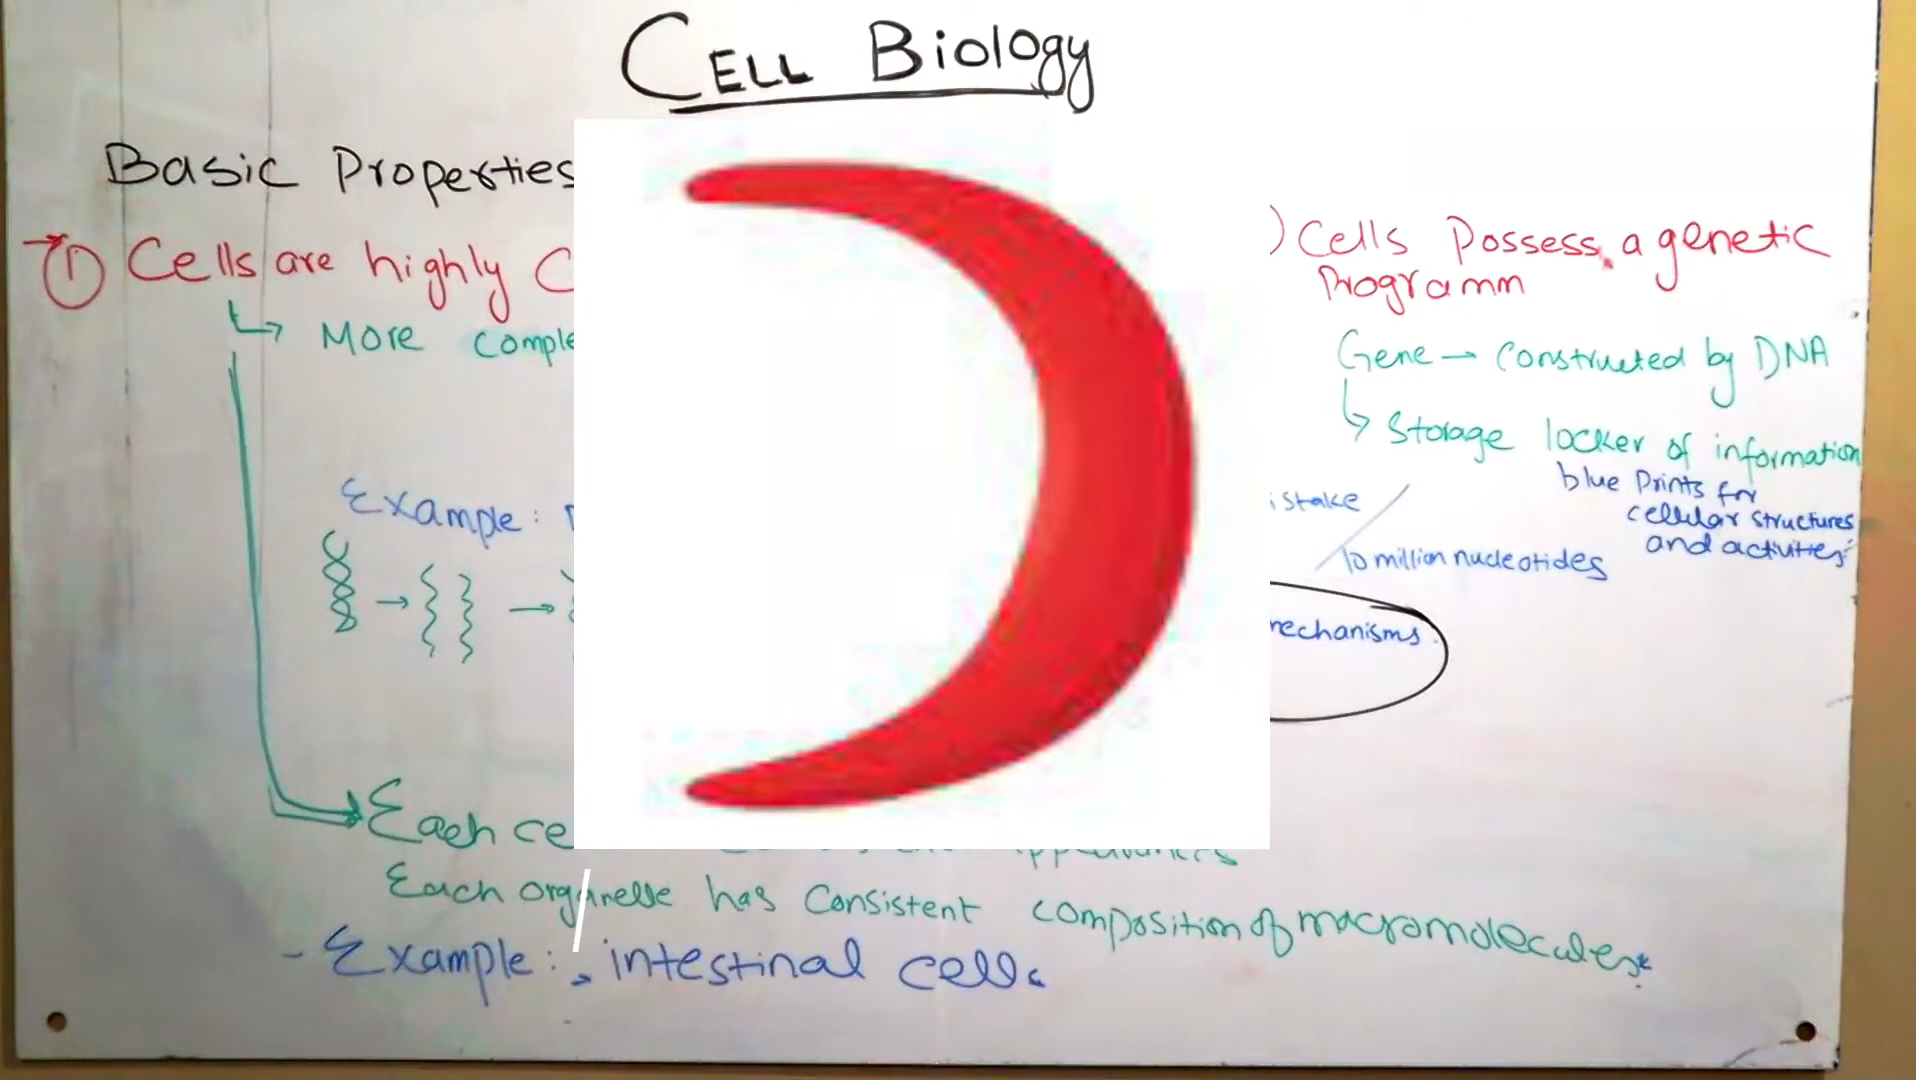 CELL Biology
Basic Properties
① Cells are highly C
More comple
Example:
Each ce
Each organelle has consistent composition of macromolecules
- Example: intestinal cells
) Cells Possess a genetic
Programm
Gene → constructed by DNA
↳ Storage locker of information
blue Prints for
cellular structures
and activities
istake
10 million nucleotides
mechanisms